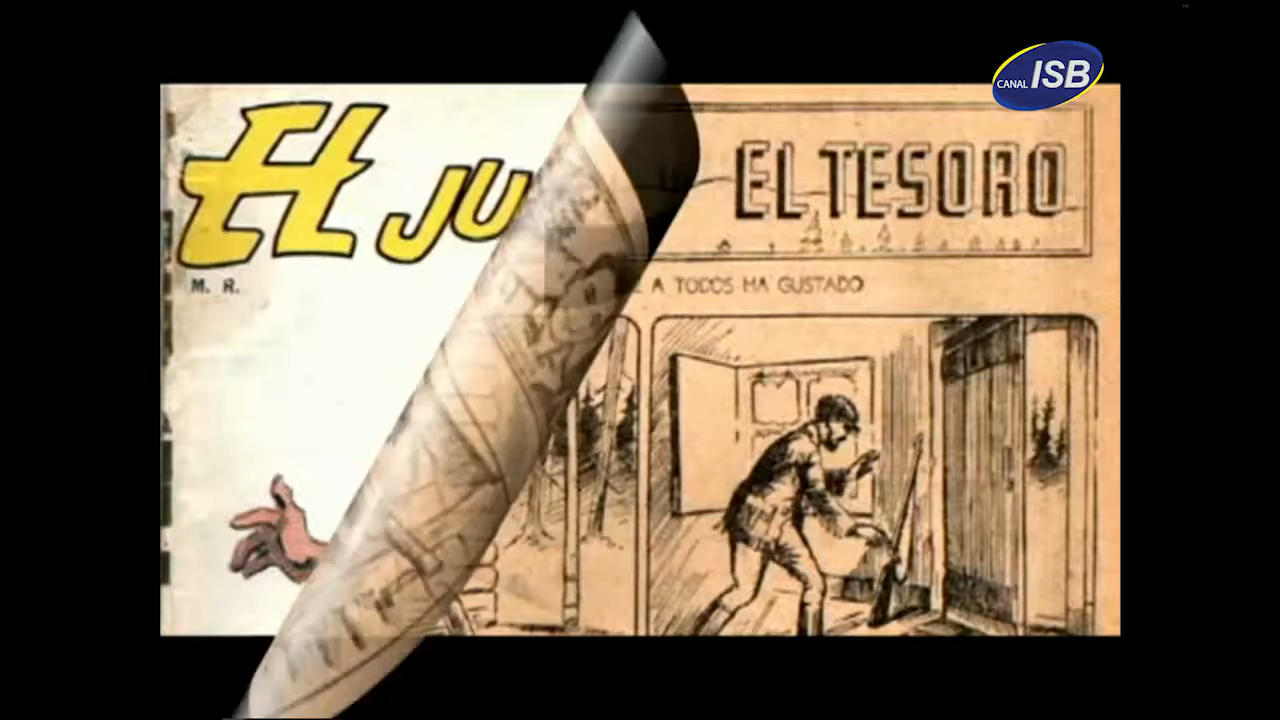 CANAL ISB
El JU
EL TESORO
M. R.
A TODOS HA GUSTADO